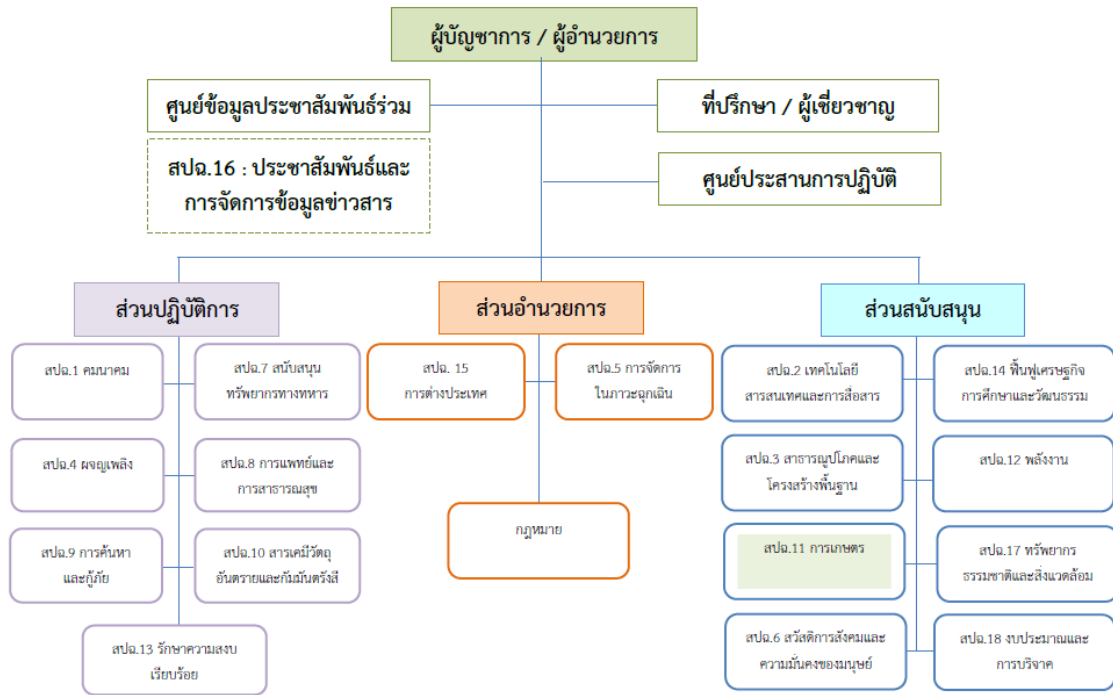 ผู้บัญชาการ / ผู้อำนวยการ
ศูนย์ข้อมูลประชาสัมพันธ์ร่วม
ที่ปรึกษา / ผู้เชี่ยวชาญ
สปฉ.16 : ประชาสัมพันธ์และ
การจัดการข้อมูลข่าวสาร
ศูนย์ประสานการปฏิบัติ
ส่วนปฏิบัติการ
สปฉ.1 คมนาคม
สปฉ.7 สนับสนุน
ทรัพยากรทางทหาร
สปฉ.4 ผจญเพลิง
สปฉ.8 การแพทย์และ
การสาธารณสุข
สปฉ.9 การค้นหา
และกู้ภัย
สปฉ.10 สารเคมีวัตถุ
อันตรายและกัมมันตรังสี
สปฉ.13 รักษาความสงบ
เรียบร้อย
ส่วนอำนวยการ
สปฉ. 15
การต่างประเทศ
สปฉ.5 การจัดการ
ในภาวะฉุกเฉิน
กฎหมาย
ส่วนสนับสนุน
สปฉ.2 เทคโนโลยี
สารสนเทศและการสื่อสาร
สปฉ.14 ฟื้นฟูเศรษฐกิจ
การศึกษาและวัฒนธรรม
สปฉ.3 สาธารณูปโภคและ
โครงสร้างพื้นฐาน
สปฉ.12 พลังงาน
สปฉ.11 การเกษตร
สปฉ.17 ทรัพยากร
ธรรมชาติและสิ่งแวดล้อม
สปฉ.6 สวัสดิการสังคมและ
ความมั่นคงของมนุษย์
สปฉ.18 งบประมาณและ
การบริจาค